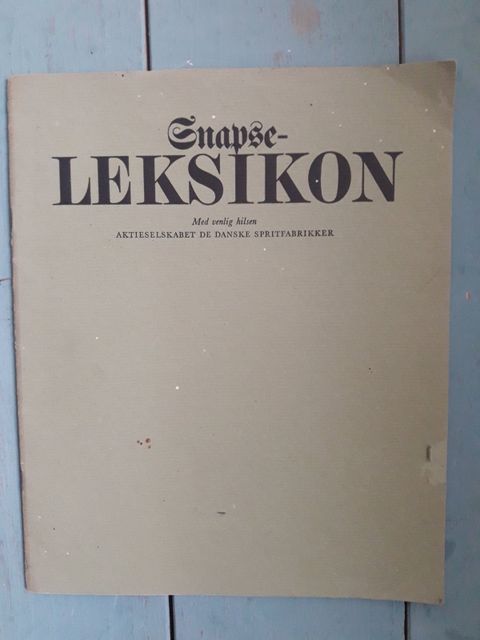 Snapse-
LEKSIKON
Med venlig hilsen
AKTIESELSKABET DE DANSKE SPRITFABRIKKER